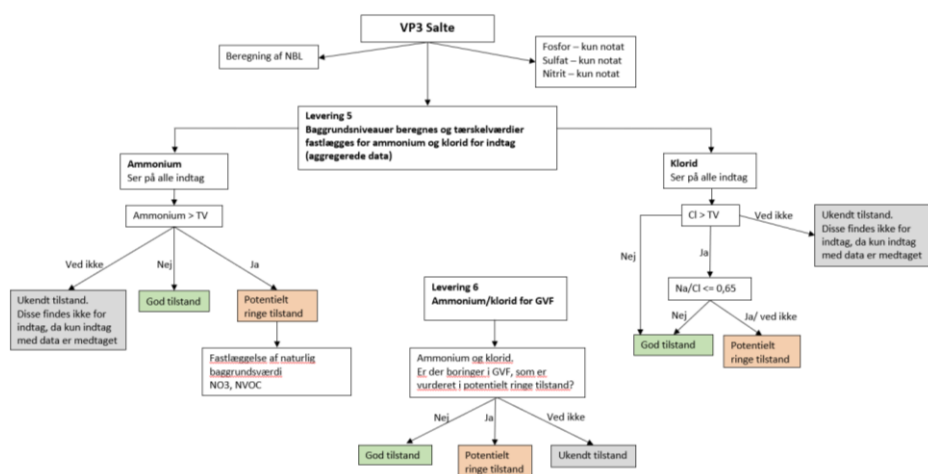 VP3 Salte
Beregning af NBL
Fosfor – kun notat
Sulfat – kun notat
Nitrit – kun notat
Levering 5
Baggrundsniveauer beregnes og tærskelværdier
fastlægges for ammonium og klorid for indtag
(aggregerede data)
Ammonium
Ser på alle indtag
Ammonium > TV
Ved ikke
Nej
Ja
Ukendt tilstand.
Disse findes ikke for
indtag, da kun indtag
med data er medtaget
God tilstand
Potentielt
ringe tilstand
Fastlæggelse af naturlig
baggrundsværdi
NO3, NVOC
Klorid
Ser på alle indtag
Cl > TV
Ved ikke
Ukendt tilstand.
Disse findes ikke for
indtag, da kun indtag
med data er medtaget
Nej
Ja
Na/Cl <= 0,65
Nej
Ja/ ved ikke
God tilstand
Potentielt
ringe tilstand
Levering 6
Ammonium/klorid for GVF
Ammonium og klorid.
Er der boringer i GVF, som er
vurderet i potentielt ringe tilstand?
Nej
Ja
Ved ikke
God tilstand
Potentielt
ringe tilstand
Ukendt tilstand